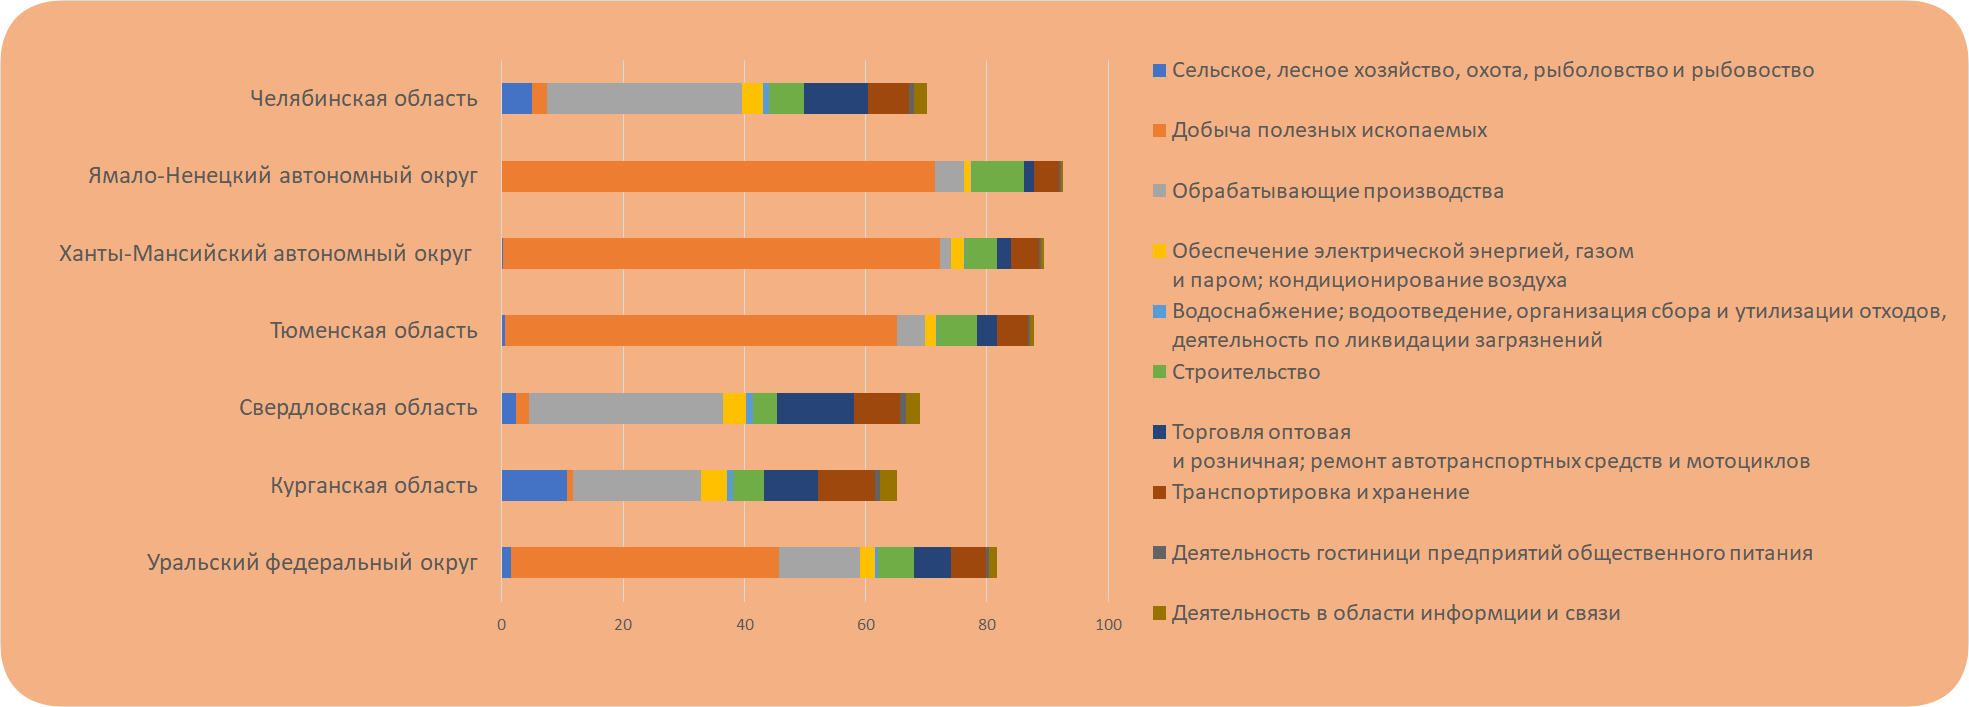 Челябинская область
Ямало-Ненецкий автономный округ
Ханты-Мансийский автономный округ
Тюменская область
Свердловская область
Курганская область
Уральский федеральный округ
0 20 40 60 80 100
Сельское, лесное хозяйство, охота, рыболовство и рыбовоство
Добыча полезных ископаемых
Обрабатывающие производства
Обеспечение электрической энергией, газом
и паром; кондиционирование воздуха
Водоснабжение; водоотведение, организация сбора и утилизации отходов,
деятельность по ликвидации загрязнений
Строительство
Торговля оптовая
и розничная; ремонт автотранспортных средств и мотоциклов
Транспортировка и хранение
Деятельность гостиници предприятий общественного питания
Деятельность в области информции и связи